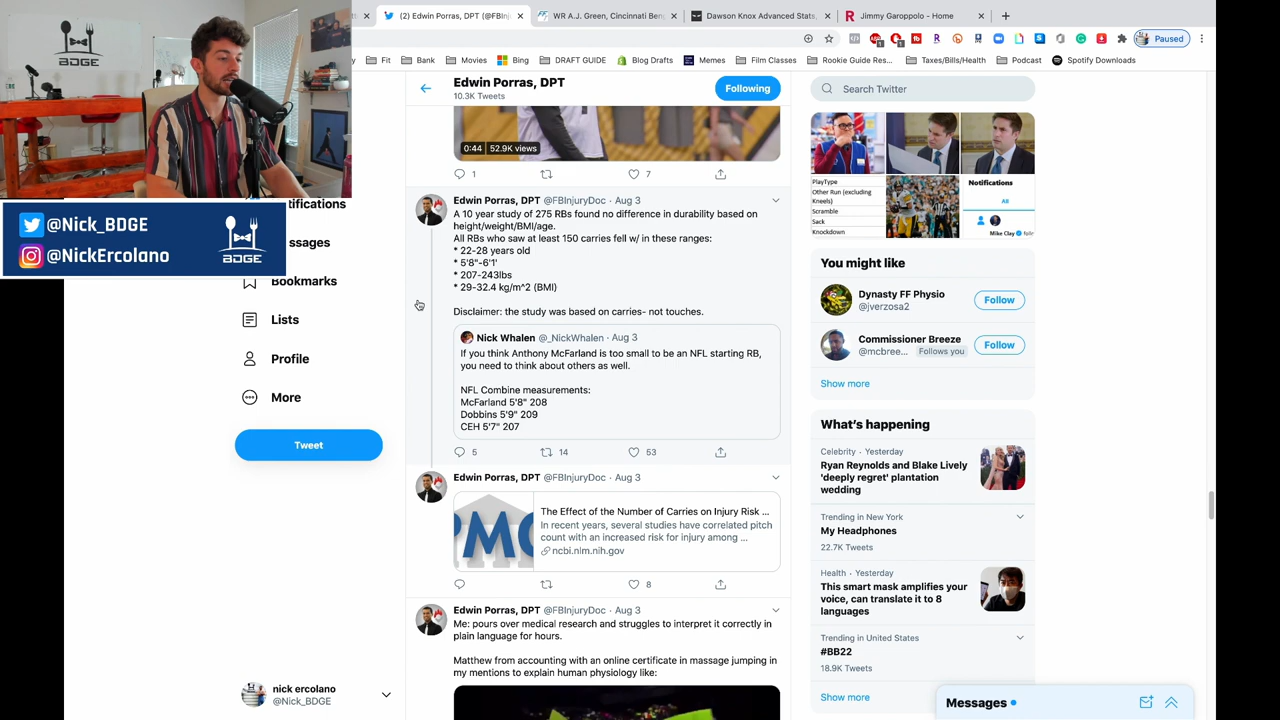 BDGE
(2) Edwin Porras, DPT (@FBInj
WR A.J. Green, Cincinnati Ben
Dawson Knox Advanced Stats,
Jimmy Garoppolo - Home
Paused
Fit
Bank
Movies
Bing
DRAFT GUIDE
Blog Drafts
Memes
Film Classes
Rookie Guide Res...
Taxes/Bills/Health
Podcast
Spotify Downloads
@Nick_BDGE
@NickErcolano
BDGE
tifications
ssages
Bookmarks
Lists
Profile
More
Tweet
nick ercolano
@Nick_BDGE
Edwin Porras, DPT
10.3K Tweets
Following
0:44 52.9K views
1
7
Edwin Porras, DPT @FBInjuryDoc · Aug 3
A 10 year study of 275 RBs found no difference in durability based on
height/weight/BMI/age.
All RBs who saw at least 150 carries fell w/ in these ranges:
* 22-28 years old
* 5'8"-6'1'
* 207-243lbs
* 29-32.4 kg/m^2 (BMI)
Disclaimer: the study was based on carries- not touches.
Nick Whalen @_NickWhalen · Aug 3
If you think Anthony McFarland is too small to be an NFL starting RB,
you need to think about others as well.
NFL Combine measurements:
McFarland 5'8" 208
Dobbins 5'9" 209
CEH 5'7" 207
5
14
53
Edwin Porras, DPT @FBInjuryDoc · Aug 3
PMC
The Effect of the Number of Carries on Injury Risk ...
In recent years, several studies have correlated pitch
count with an increased risk for injury among ...
ncbi.nlm.nih.gov
8
Edwin Porras, DPT @FBInjuryDoc · Aug 3
Me: pours over medical research and struggles to interpret it correctly in
plain language for hours.
Matthew from accounting with an online certificate in massage jumping in
my mentions to explain human physiology like:
Search Twitter
PlayType
Other Run (excluding
Kneels)
Scramble
Sack
Knockdown
Notifications
All
Mike Clay
You might like
Dynasty FF Physio
@jverzosa2
Follow
Commissioner Breeze
@mcbree... Follows you
Follow
Show more
What's happening
Celebrity · Yesterday
Ryan Reynolds and Blake Lively
'deeply regret' plantation
wedding
Trending in New York
My Headphones
22.7K Tweets
Health · Yesterday
This smart mask amplifies your
voice, can translate it to 8
languages
Trending in United States
#BB22
18.9K Tweets
Show more
Messages